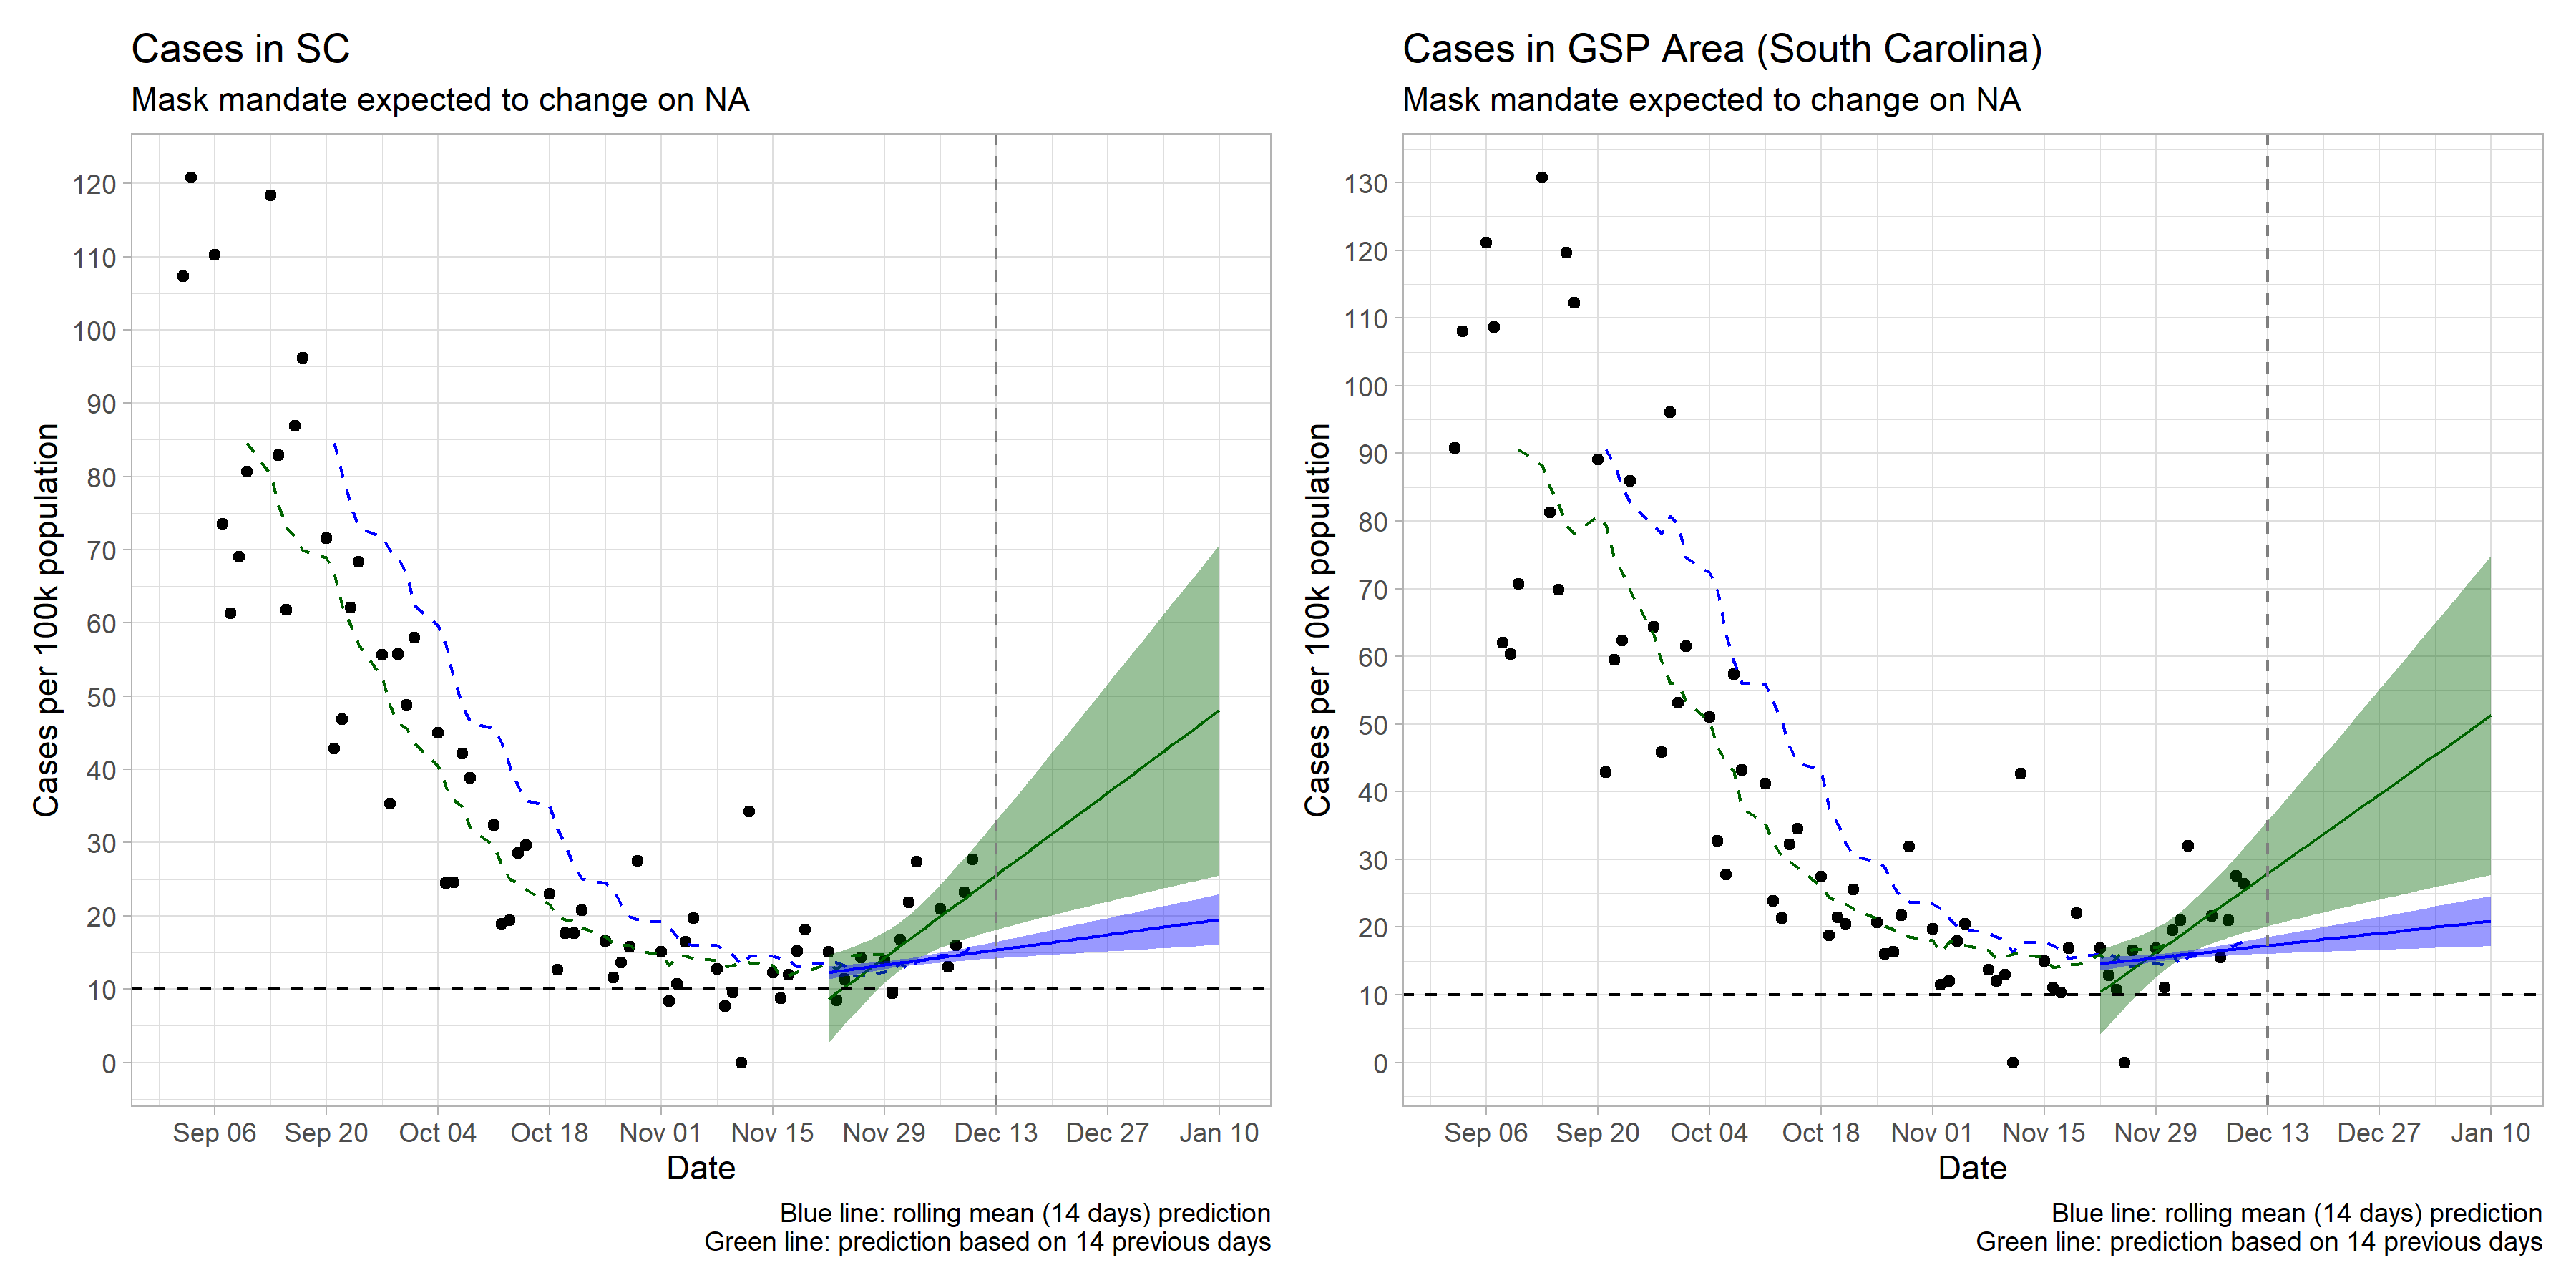 Cases in SC
Mask mandate expected to change on NA
120
110
100
90
80
70
60
50
40
30
20
10
0
Cases per 100k population
Sep 06 Sep 20 Oct 04 Oct 18 Nov 01 Nov 15 Nov 29 Dec 13 Dec 27 Jan 10
Date
Blue line: rolling mean (14 days) prediction
Green line: prediction based on 14 previous days
Cases in GSP Area (South Carolina)
Mask mandate expected to change on NA
130
120
110
100
90
80
70
60
50
40
30
20
10
0
Cases per 100k population
Sep 06 Sep 20 Oct 04 Oct 18 Nov 01 Nov 15 Nov 29 Dec 13 Dec 27 Jan 10
Date
Blue line: rolling mean (14 days) prediction
Green line: prediction based on 14 previous days